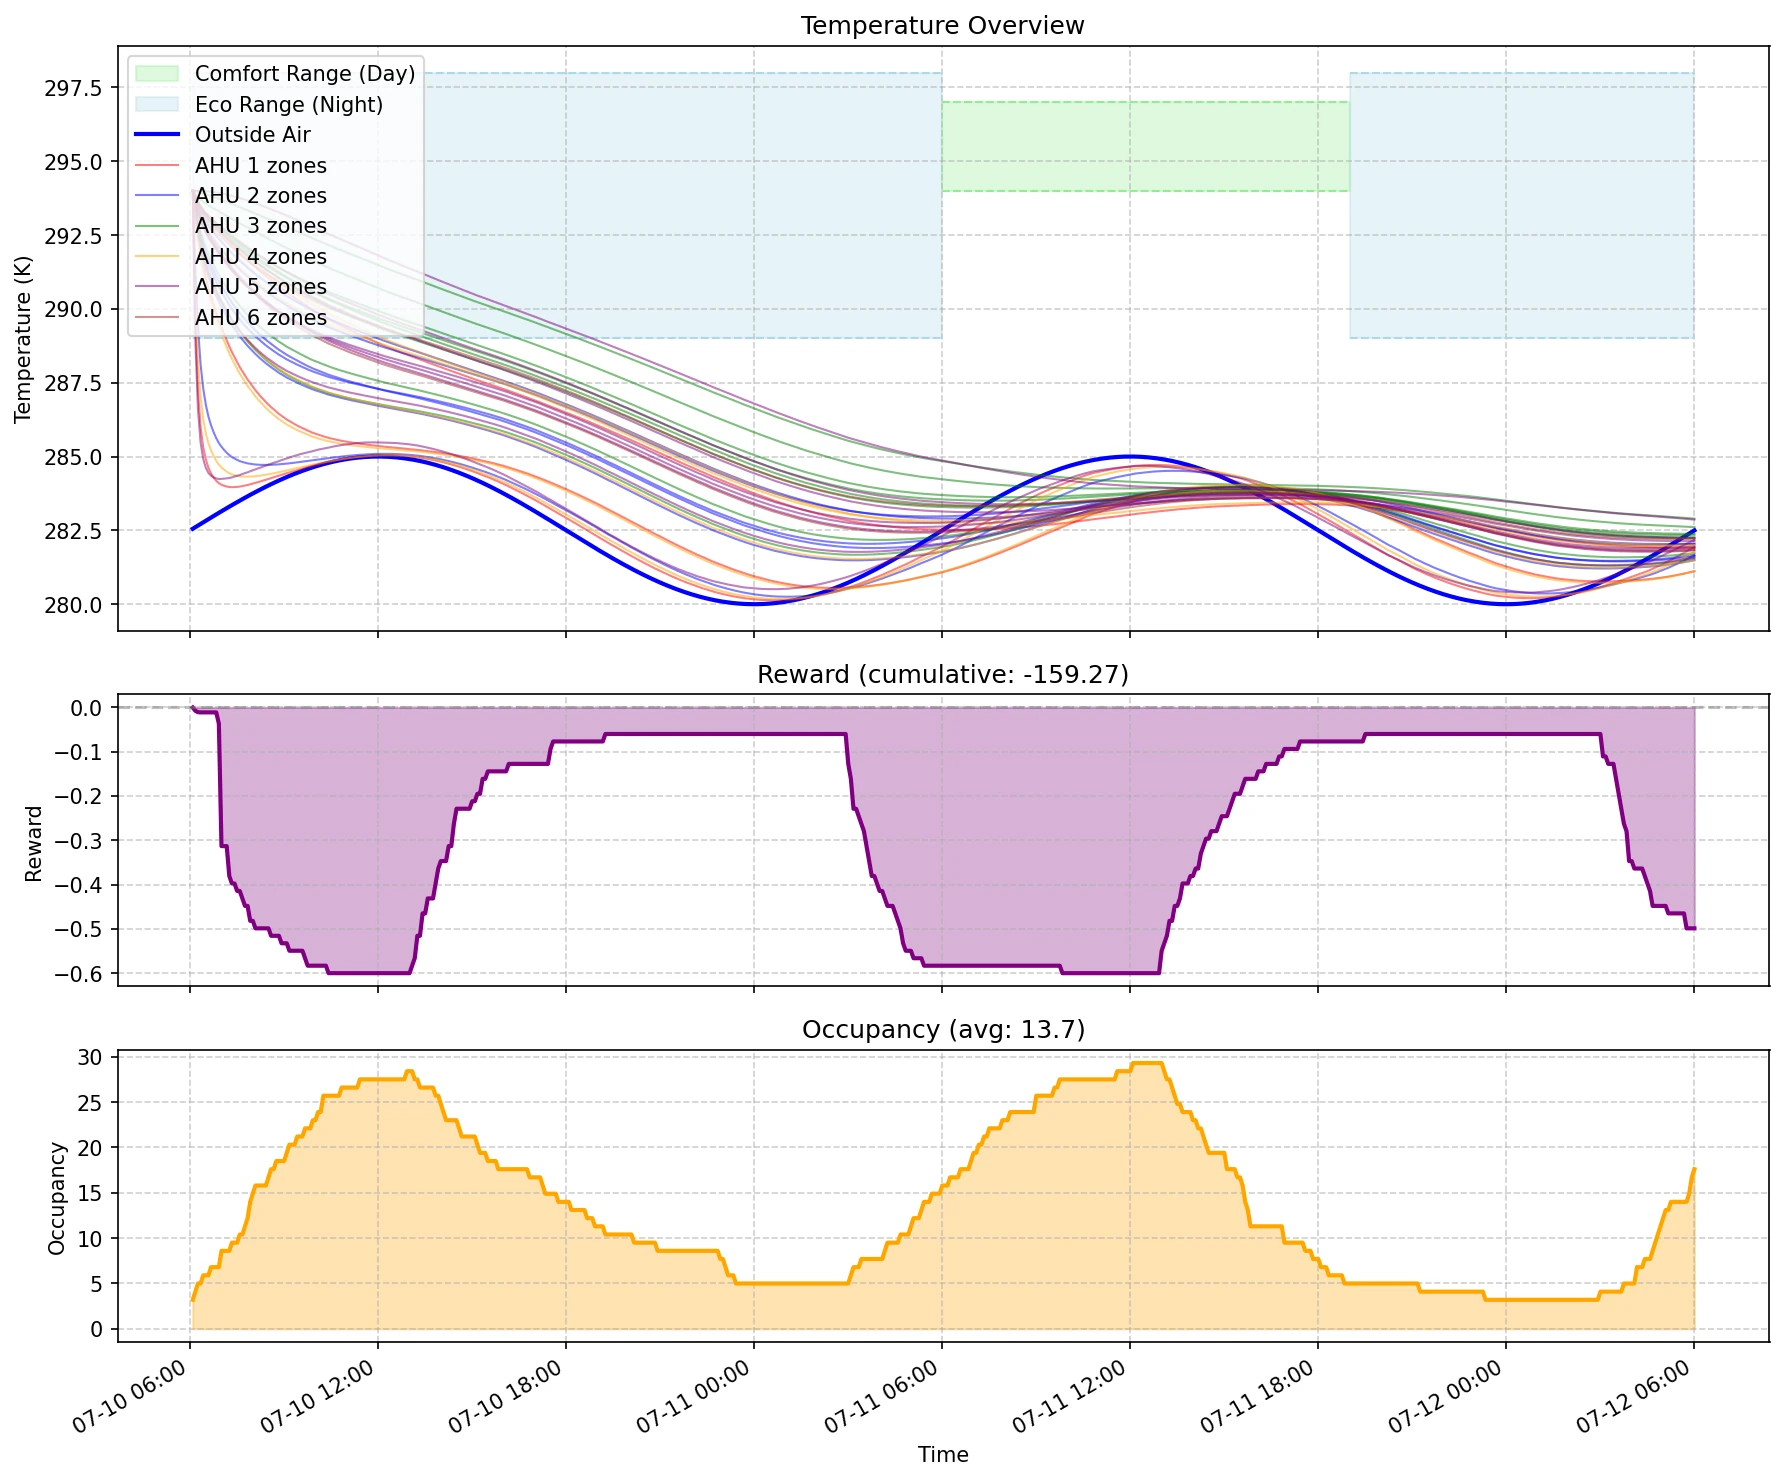 Temperature Overview
Temperature (K)
297.5
295.0
292.5
290.0
287.5
285.0
282.5
280.0
Comfort Range (Day)
Eco Range (Night)
Outside Air
AHU 1 zones
AHU 2 zones
AHU 3 zones
AHU 4 zones
AHU 5 zones
AHU 6 zones
Reward (cumulative: -159.27)
Reward
0.0
−0.1
−0.2
−0.3
−0.4
−0.5
−0.6
Occupancy (avg: 13.7)
Occupancy
30
25
20
15
10
5
0
07-10 06:00
07-10 12:00
07-10 18:00
07-11 00:00
07-11 06:00
07-11 12:00
07-11 18:00
07-12 00:00
07-12 06:00
Time